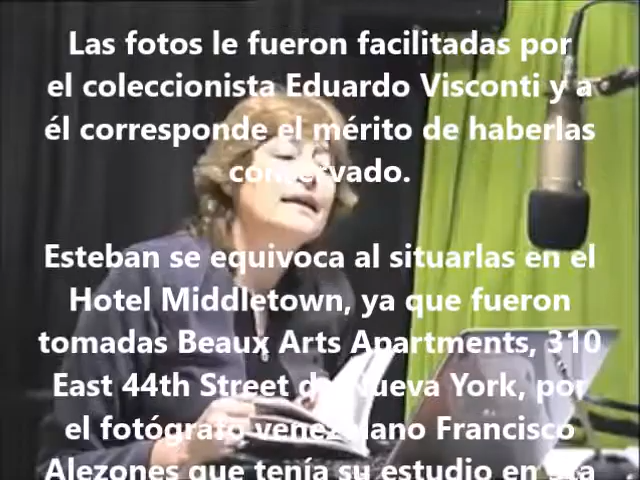 Las fotos le fueron facilitadas por
el coleccionista Eduardo Visconti y a
él corresponde el mérito de haberlas
conservado.
Esteban se equivoca al situarlas en el
Hotel Middletown, ya que fueron
tomadas Beaux Arts Apartments, 310
East 44th Street de Nueva York, por
el fotógrafo venezolano Francisco
Alezones que tenía su estudio en